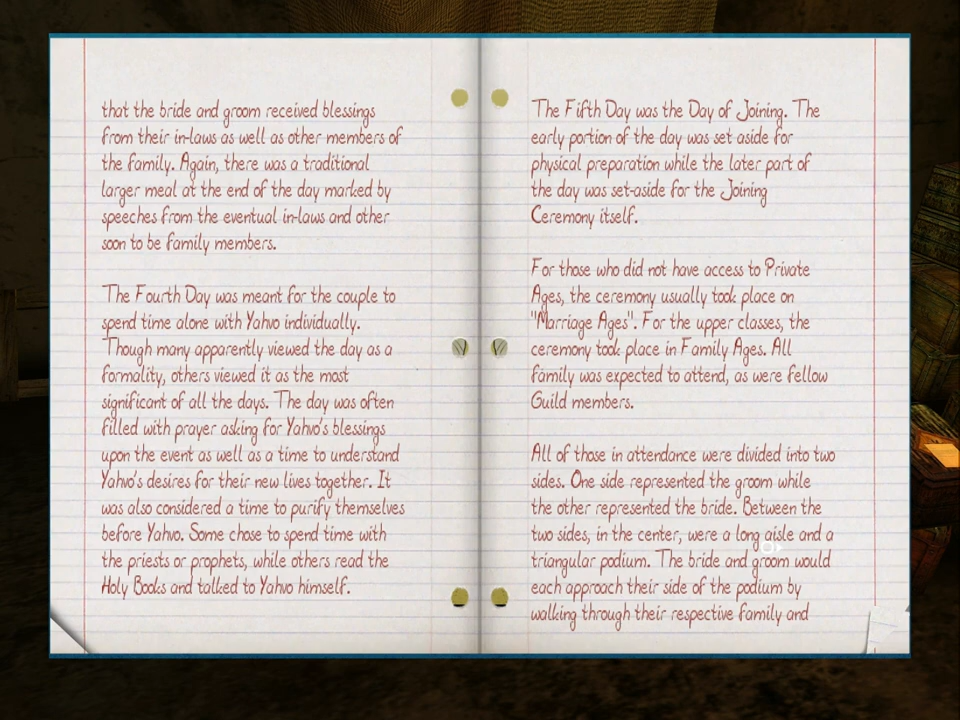 that the bride and groom received blessings
from their in-laws as well as other members of
the family. Again, there was a traditional
larger meal at the end of the day marked by
speeches from the eventual in-laws and other
soon to be family members.
The Fourth Day was meant for the couple to
spend time alone with Yahvo individually.
Though many apparently viewed the day as a
formality, others viewed it as the most
significant of all the days. The day was often
filled with prayer asking for Yahvo's blessings
upon the event as well as a time to understand
Yahvo's desires for their new lives together. It
was also considered a time to purify themselves
before Yahvo. Some chose to spend time with
the priests or prophets, while others read the
Holy Books and talked to Yahvo himself.
The Fifth Day was the Day of Joining. The
early portion of the day was set aside for
physical preparation while the later part of
the day was set-aside for the Joining
Ceremony itself.
For those who did not have access to Private
Ages, the ceremony usually took place on
"Marriage Ages". For the upper classes, the
ceremony took place in Family Ages. All
family was expected to attend, as were fellow
Guild members.
All of those in attendance were divided into two
sides. One side represented the groom while
the other represented the bride. Between the
two sides, in the center, were a long aisle and a
triangular podium. The bride and groom would
each approach their side of the podium by
walking through their respective family and